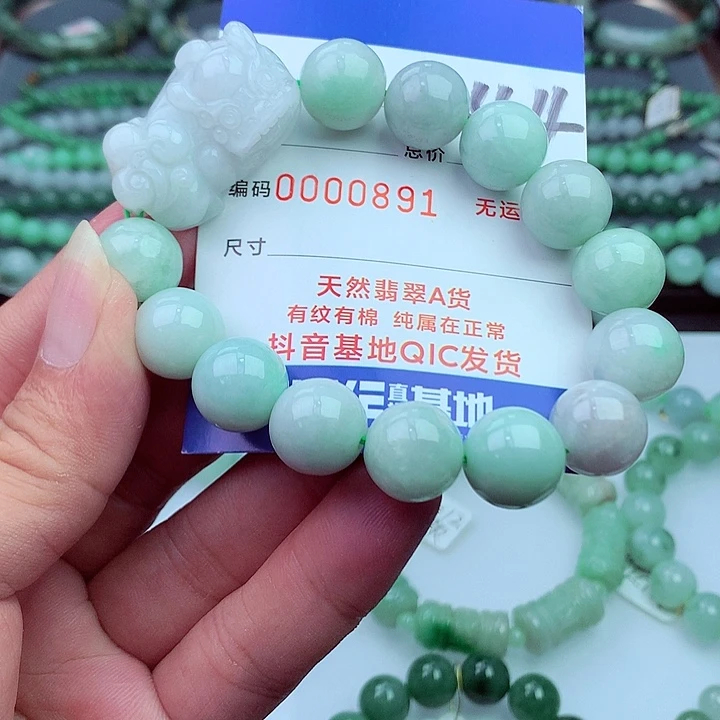 44
总价
编码0000891 无运
尺寸
天然翡翠A货
有纹有棉 纯属在正常
抖音基地QIC发货
基地